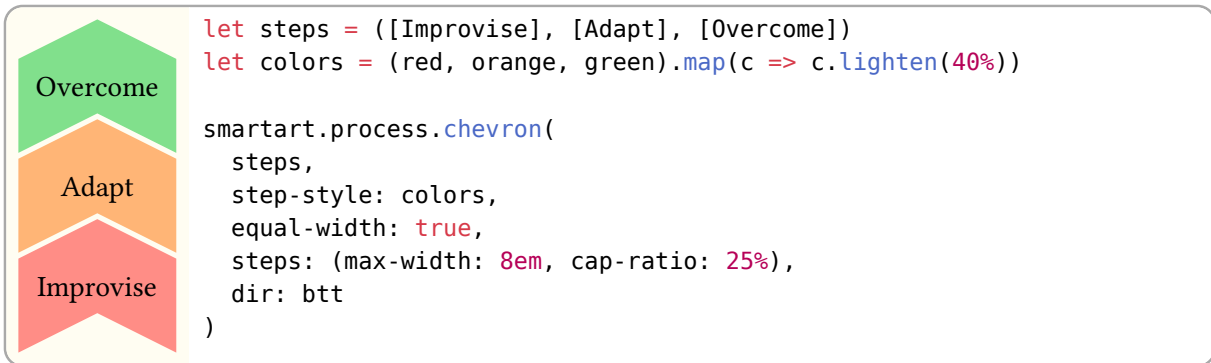 Overcome
Adapt
Improvise
let steps = ([Improvise], [Adapt], [Overcome])
let colors = (red, orange, green).map(c => c.lighten(40%))

smartart.process.chevron(
  steps,
  step-style: colors,
  equal-width: true,
  steps: (max-width: 8em, cap-ratio: 25%),
  dir: btt
)